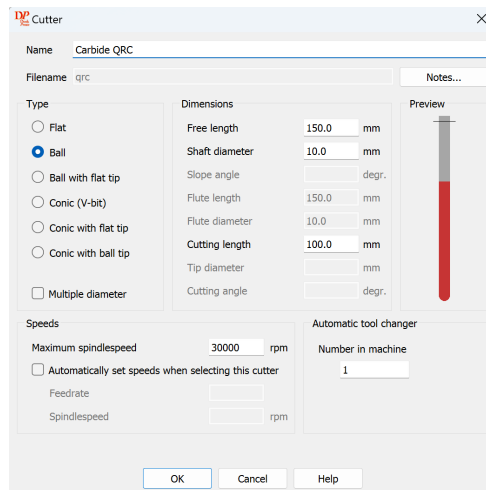 DP Cutter
Name Carbide QRC
Filename qrc Notes...
Type
Flat
Ball
Ball with flat tip
Conic (V-bit)
Conic with flat tip
Conic with ball tip
Multiple diameter
Dimensions
Free length 150.0 mm
Shaft diameter 10.0 mm
Slope angle degr.
Flute length 150.0 mm
Flute diameter 10.0 mm
Cutting length 100.0 mm
Tip diameter mm
Cutting angle degr.
Preview
Speeds
Maximum spindlespeed 30000 rpm
Automatically set speeds when selecting this cutter
Feedrate
Spindlespeed rpm
Automatic tool changer
Number in machine
1
OK Cancel Help